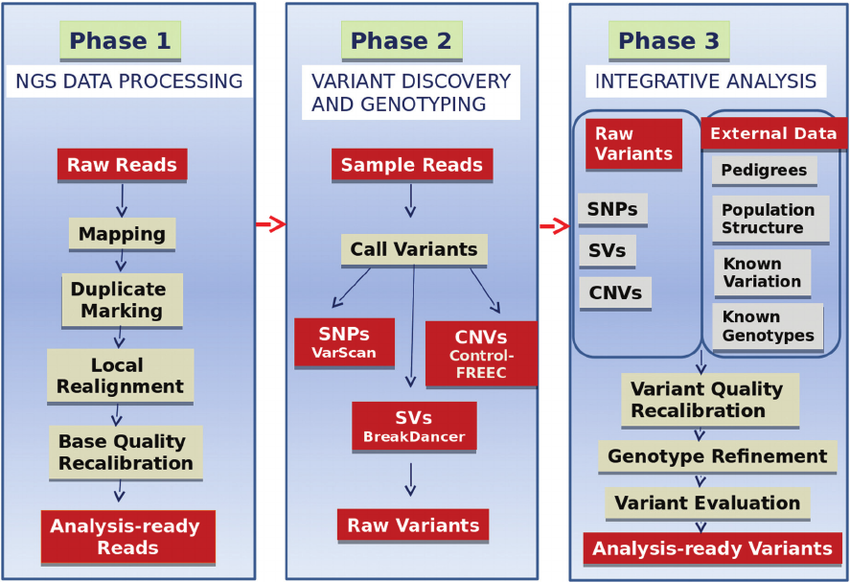 Phase 1
NGS DATA PROCESSING
Raw Reads
Mapping
Duplicate
Marking
Local
Realignment
Base Quality
Recalibration
Analysis-ready
Reads
Phase 2
VARIANT DISCOVERY
AND GENOTYPING
Sample Reads
Call Variants
SNPs
VarScan
CNVs
Control-
FREEC
SVs
BreakDancer
Raw Variants
Phase 3
INTEGRATIVE ANALYSIS
Raw
Variants
SNPs
SVs
CNVs
External Data
Pedigrees
Population
Structure
Known
Variation
Known
Genotypes
Variant Quality
Recalibration
Genotype Refinement
Variant Evaluation
Analysis-ready Variants